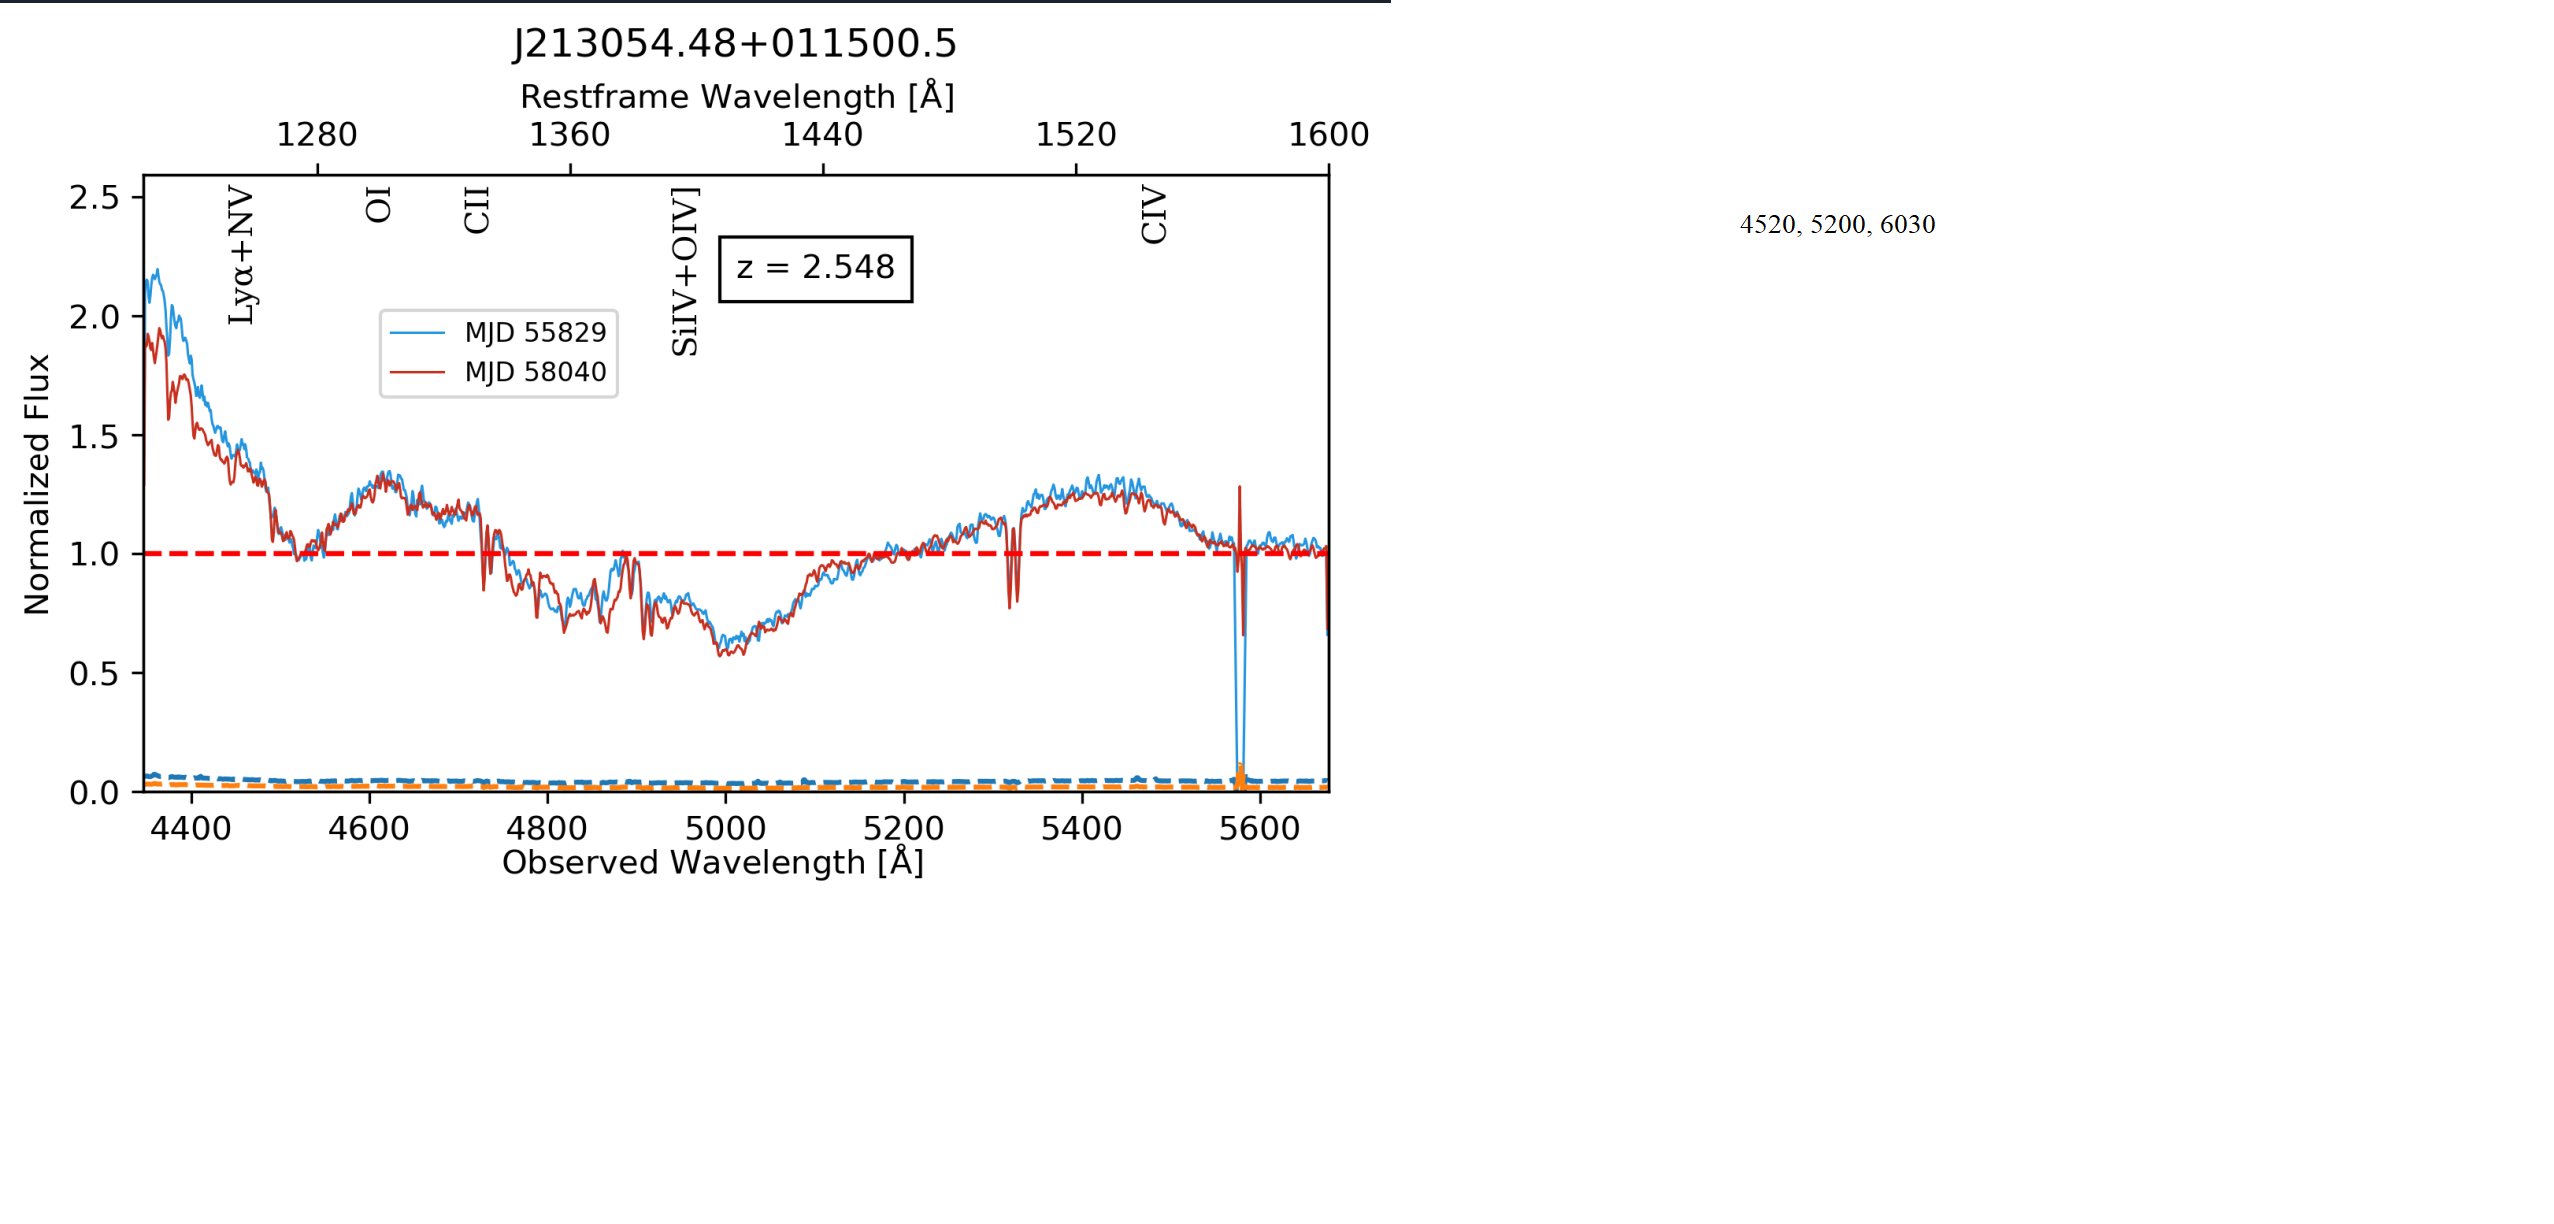 J213054.48+011500.5
Restframe Wavelength [Å]
1280 1360 1440 1520 1600
2.5
2.0
1.5
1.0
0.5
0.0
Normalized Flux
Lyα+NV
OI
CII
SiIV+OIV]
CIV
z = 2.548
MJD 55829
MJD 58040
4400 4600 4800 5000 5200 5400 5600
Observed Wavelength [Å]
4520, 5200, 6030